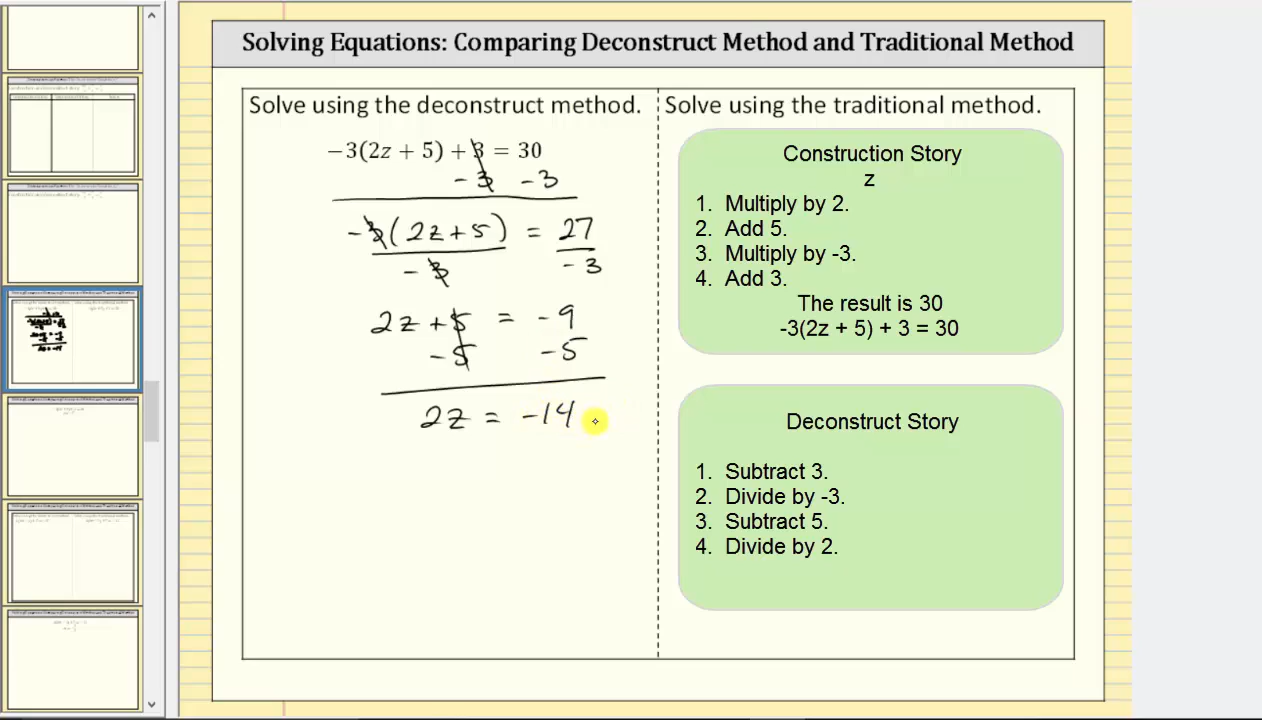 Solving Equations: Comparing Deconstruct Method and Traditional Method
Solve using the deconstruct method.
−3(2z + 5) + 3 = 30
− 3 − 3
−3(2z+5) = 27
−3 −3
2z + 5 = −9
− 5 − 5
2z = −14
Solve using the traditional method.
Construction Story
z
1. Multiply by 2.
2. Add 5.
3. Multiply by -3.
4. Add 3.
The result is 30
-3(2z + 5) + 3 = 30
Deconstruct Story
1. Subtract 3.
2. Divide by -3.
3. Subtract 5.
4. Divide by 2.